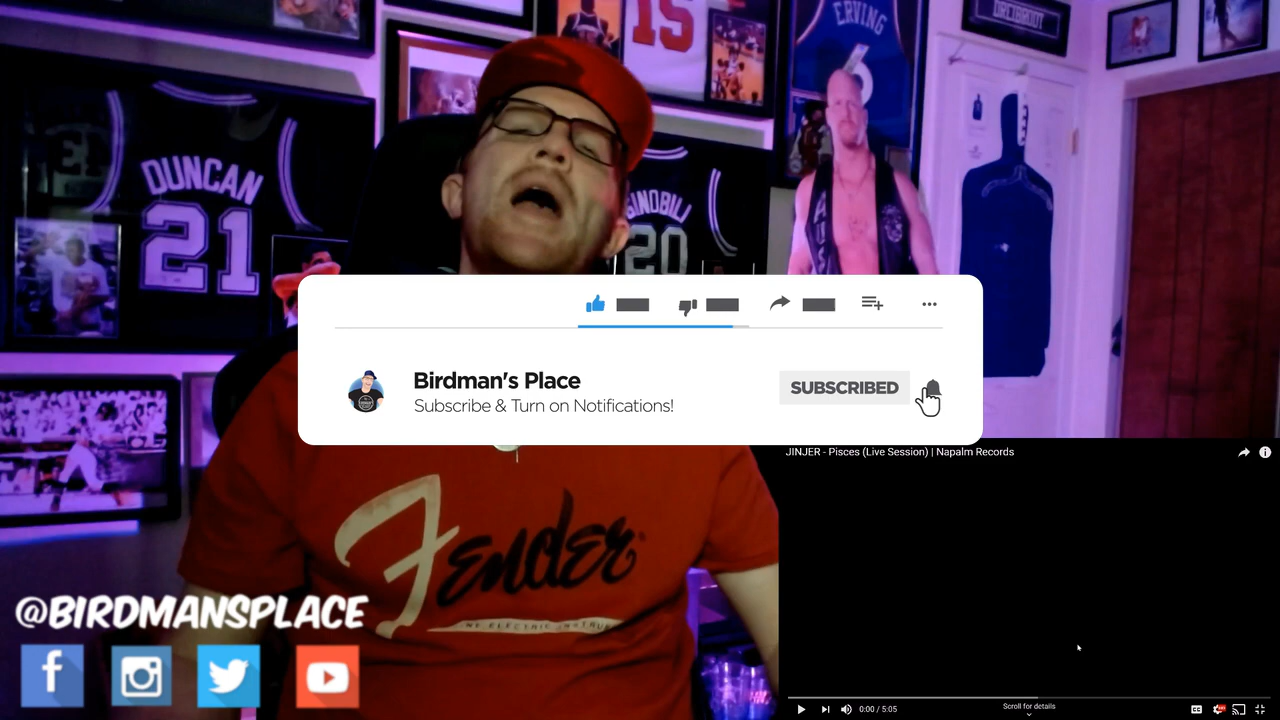 15
ERVING
6
DUNCAN
21
GINOBILI
20
Birdman's Place
SUBSCRIBED
Subscribe & Turn on Notifications!
JINJER - Pisces (Live Session) | Napalm Records
Fender
@BIRDMANSPLACE
0:00 / 5:05
Scroll for details